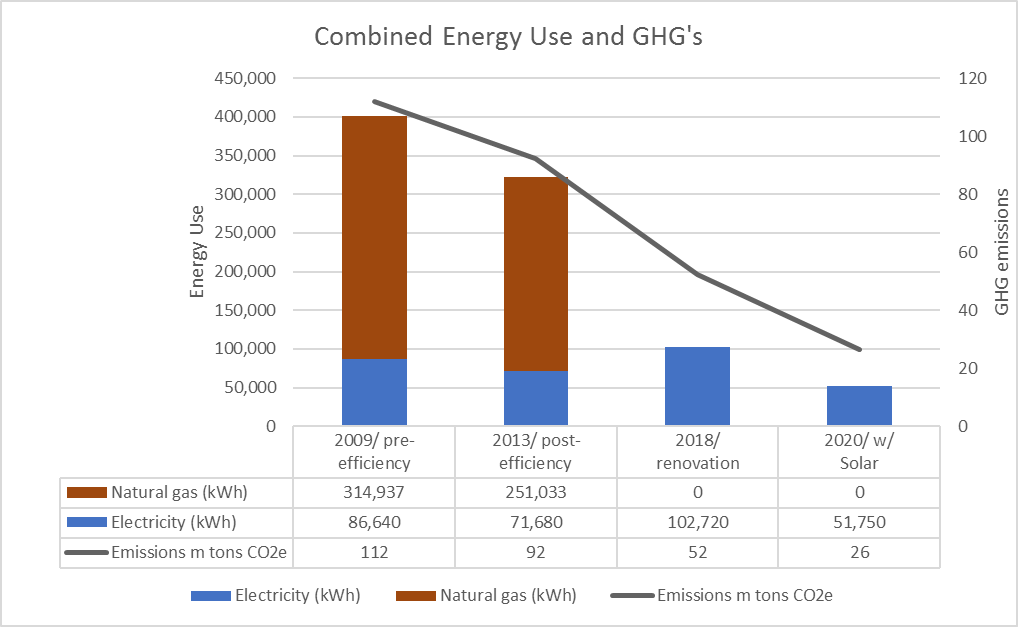 Combined Energy Use and GHG's
450,000
400,000
350,000
300,000
250,000
200,000
150,000
100,000
50,000
0
Energy Use
120
100
80
60
40
20
0
GHG emissions
2009/ pre-
efficiency
2013/ post-
efficiency
2018/
renovation
2020/ w/
Solar
Natural gas (kWh) 314,937 251,033 0 0
Electricity (kWh) 86,640 71,680 102,720 51,750
Emissions m tons CO2e 112 92 52 26
Electricity (kWh) Natural gas (kWh) Emissions m tons CO2e